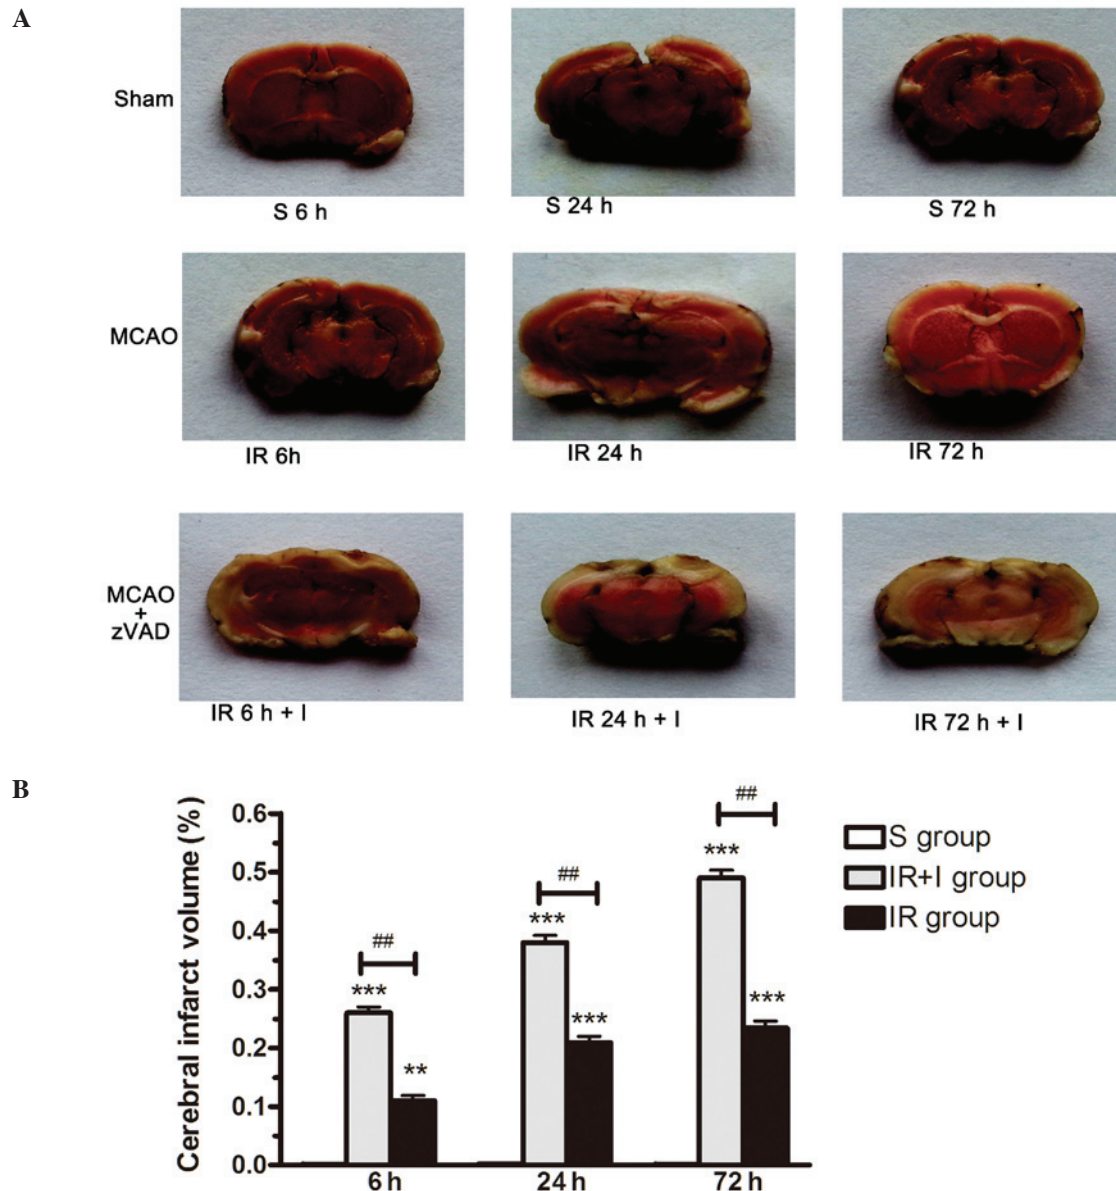 A
Sham
S 6 h
S 24 h
S 72 h
MCAO
IR 6h
IR 24 h
IR 72 h
MCAO
+
zVAD
IR 6 h + I
IR 24 h + I
IR 72 h + I
B
Cerebral infarct volume (%)
0.6
0.5
0.4
0.3
0.2
0.1
0.0
##
***
**
##
***
***
##
***
***
6 h
24 h
72 h
S group
IR+I group
IR group